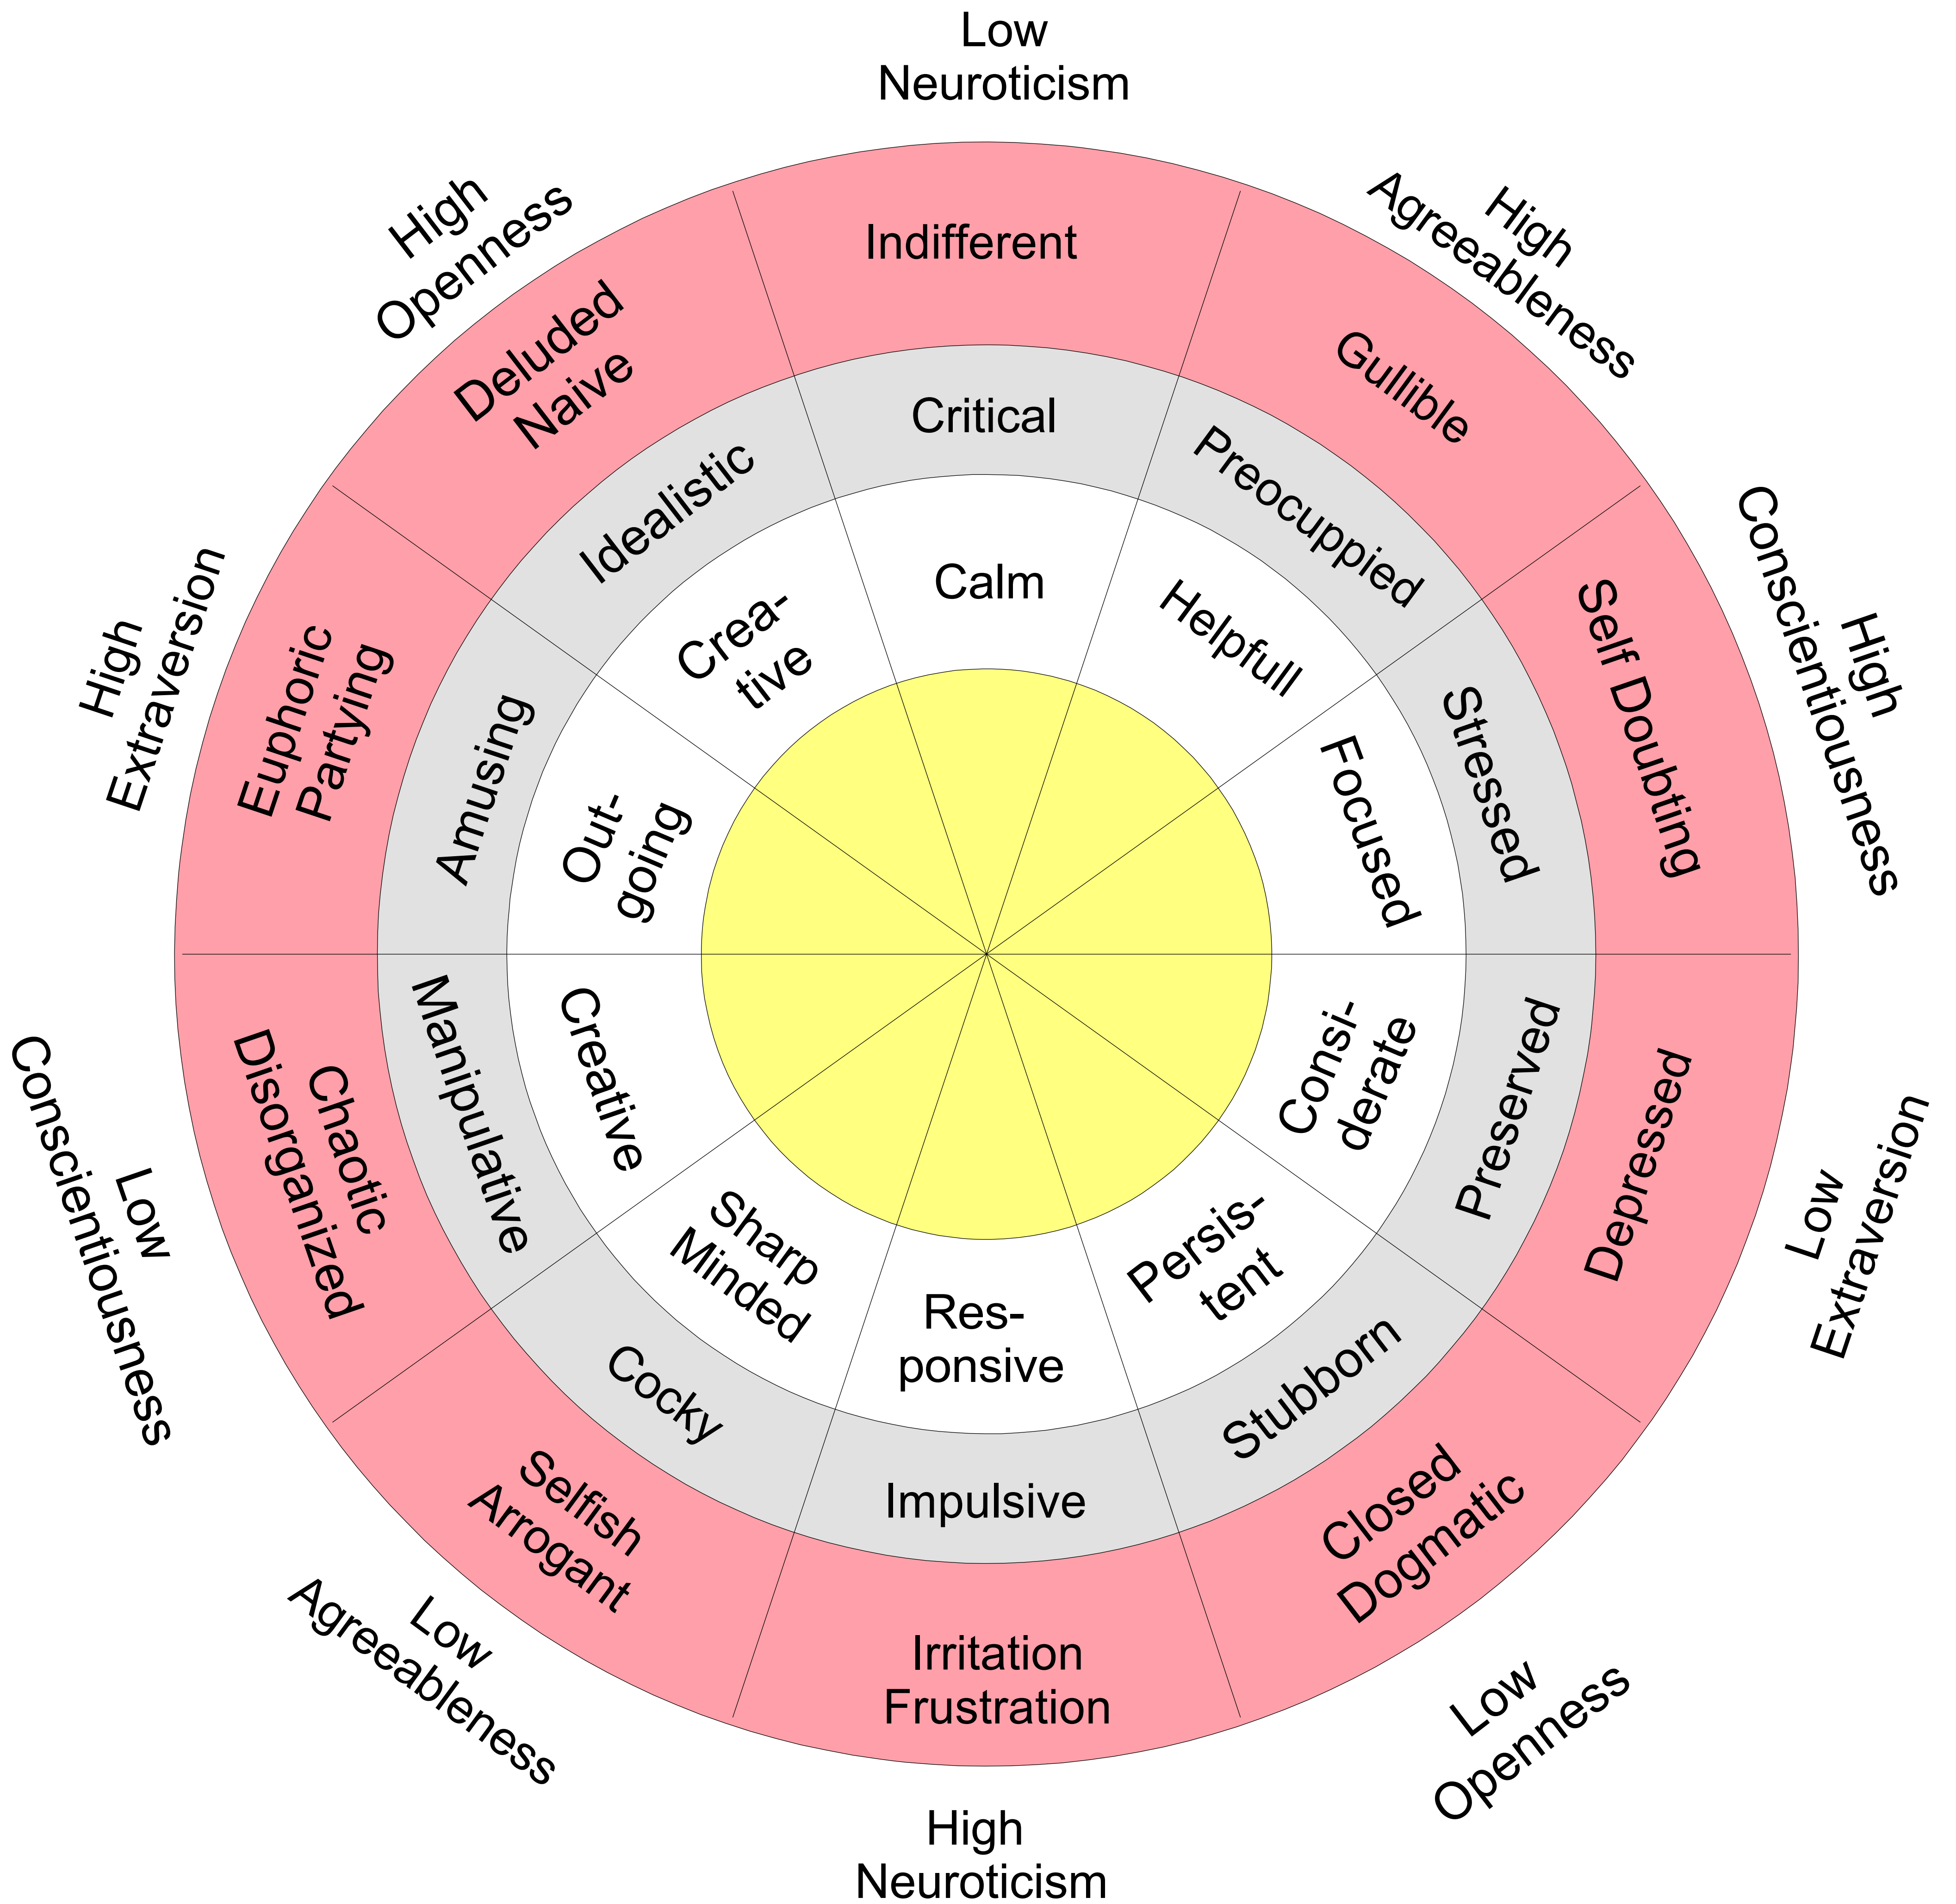 Low
Neuroticism
High
Agreeableness
High
Conscientiousness
Low
Extraversion
Low
Openness
High
Neuroticism
Low
Agreeableness
Low
Conscientiousness
High
Extraversion
High
Openness
Indifferent
Gullible
Self Doubting
Depressed
Closed
Dogmatic
Irritation
Frustration
Selfish
Arrogant
Chaotic
Disorganized
Euphoric
Partying
Deluded
Naive
Critical
Preocuppied
Stressed
Preserved
Stubborn
Impulsive
Cocky
Manipulative
Amusing
Idealistic
Calm
Helpfull
Focused
Consi-
derate
Persis-
tent
Res-
ponsive
Sharp
Minded
Creative
Out-
going
Crea-
tive